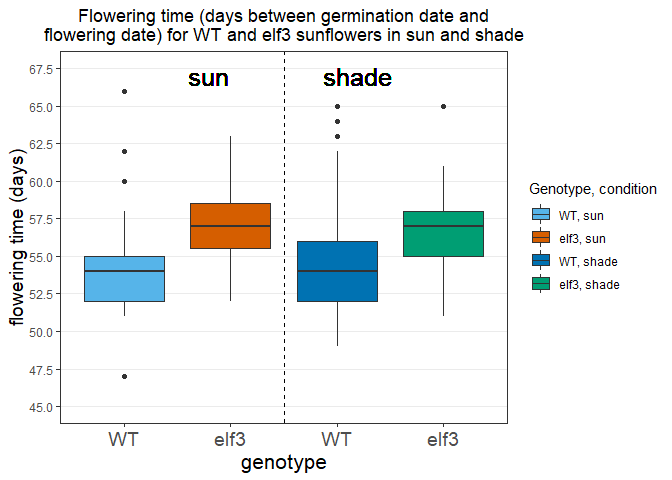 Flowering time (days between germination date and
flowering date) for WT and elf3 sunflowers in sun and shade
flowering time (days)
67.5
65.0
62.5
60.0
57.5
55.0
52.5
50.0
47.5
45.0
sun
shade
WT
elf3
WT
elf3
genotype
Genotype, condition
WT, sun
elf3, sun
WT, shade
elf3, shade